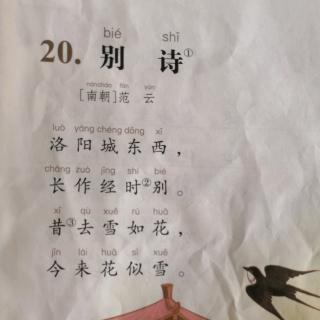 bié shī
20. 别 诗①
nán cháo fàn yún
[南朝]范 云
luò yáng chéng dōng xī
洛阳城东西，
cháng zuò jīng shí bié
长作经时②别。
xī qù xuě rú huā
昔③去雪如花，
jīn lái huā sì xuě
今来花似雪。